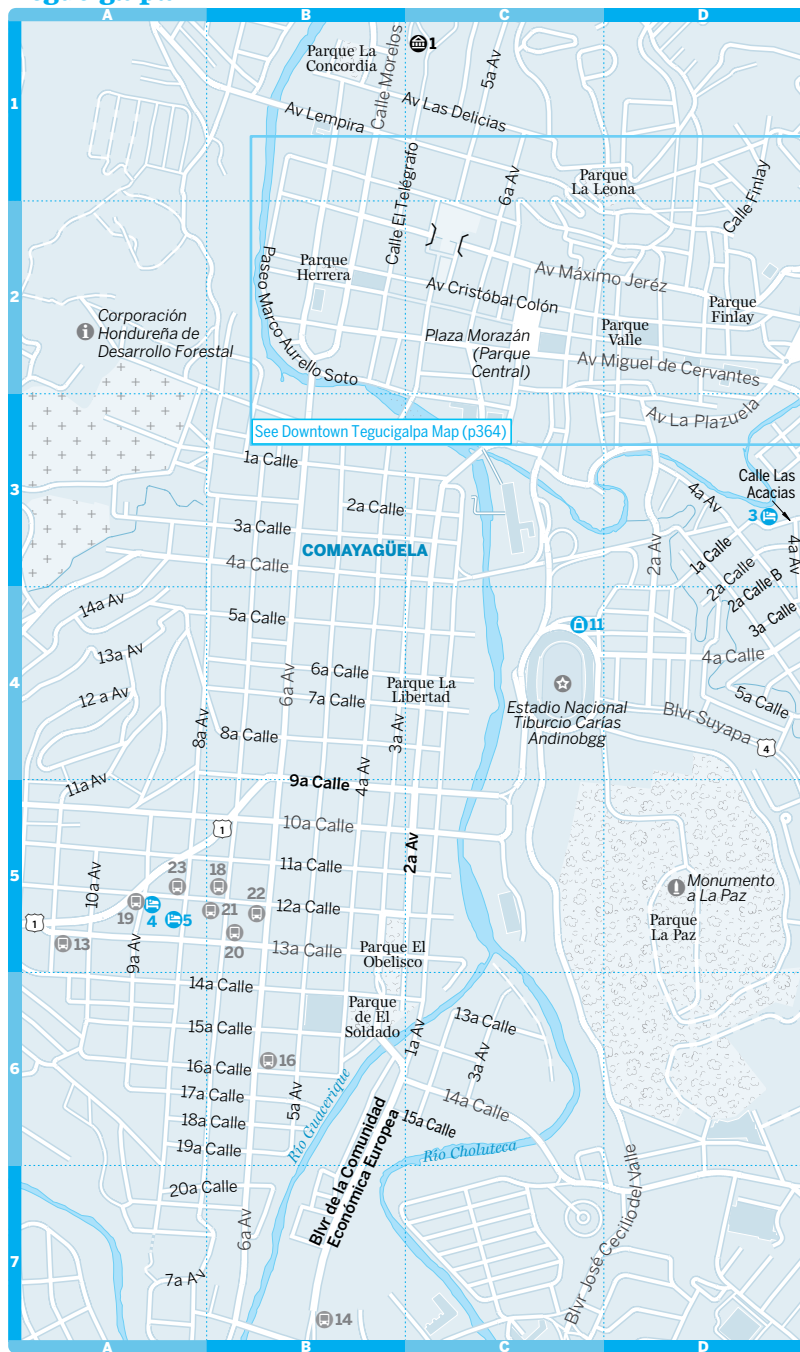 A B C D
1
Parque La
Concordia
Calle Morelos
1
5a Av
Av Lempira
Av Las Delicias
Calle El Telégrafo
6a Av
Parque
La Leona
Calle Finlay
2
Parque
Herrera
Paseo Marco Aurello Soto
Av Máximo Jeréz
Av Cristóbal Colón
Parque
Finlay
Corporación
Hondureña de
Desarrollo Forestal
Plaza Morazán
(Parque
Central)
Parque
Valle
Av Miguel de Cervantes
Av La Plazuela
See Downtown Tegucigalpa Map (p364)
3
1a Calle
2a Calle
3a Calle
COMAYAGÜELA
4a Calle
Calle Las
Acacias
4a Av
3
4a Av
2a Av
1a Calle
2a Calle
2a Calle B
3a Calle
4
14a Av
5a Calle
11
13a Av
6a Calle
4a Calle
12 a Av
6a Av
7a Calle
Parque La
Libertad
5a Calle
8a Av
8a Calle
3a Av
Estadio Nacional
Tiburcio Carías
Andinobgg
Blvr Suyapa
4
11a Av
9a Calle
4a Av
5
1
10a Calle
2a Av
11a Calle
10a Av
23
18
22
12a Calle
Monumento
a La Paz
19
4
5
21
1
20
13
9a Av
13a Calle
Parque El
Obelisco
Parque
La Paz
14a Calle
6
Parque
de El
Soldado
15a Calle
1a Av
13a Calle
16a Calle
16
3a Av
17a Calle
5a Av
Río Guacerique
14a Calle
18a Calle
15a Calle
19a Calle
Río Choluteca
Blvr de la Comunidad
Económica Europea
20a Calle
7
6a Av
7a Av
Blvr José Cecilio del Valle
14
A B C D